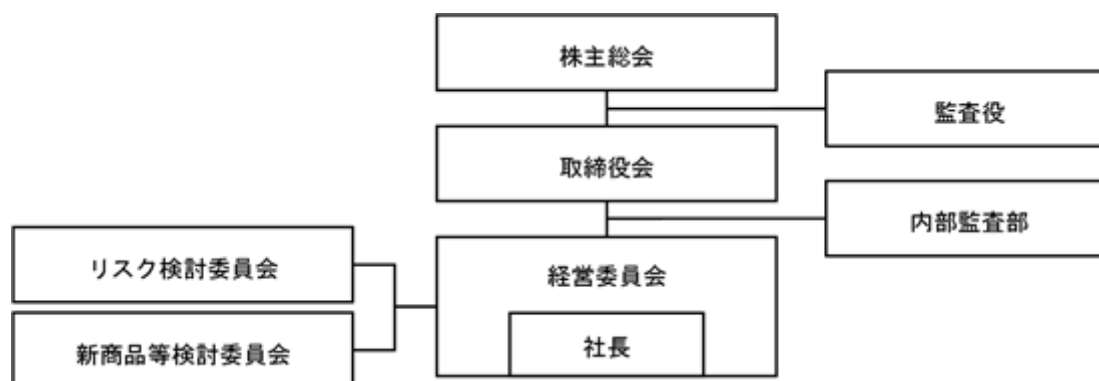 株主総会
監査役
取締役会
内部監査部
リスク検討委員会
経営委員会
新商品等検討委員会
社長